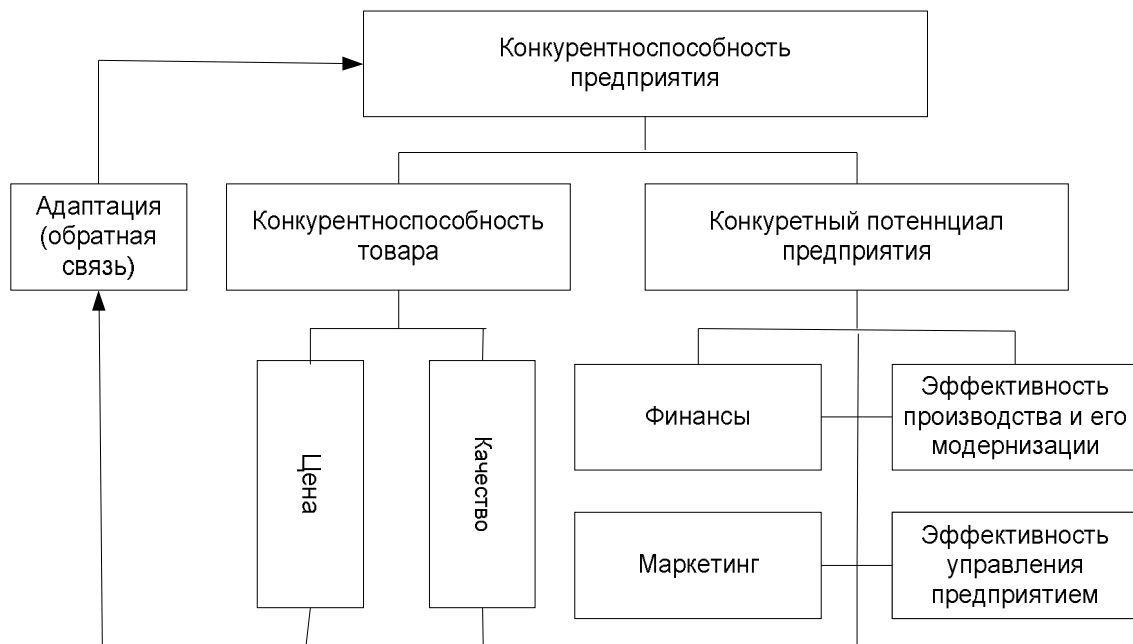 Конкурентноспособность
предприятия
Адаптация
(обратная
связь)
Конкурентноспособность
товара
Конкуретный потеннциал
предприятия
Цена
Качество
Финансы
Эффективность
производства и его
модернизации
Маркетинг
Эффективность
управления
предприятием